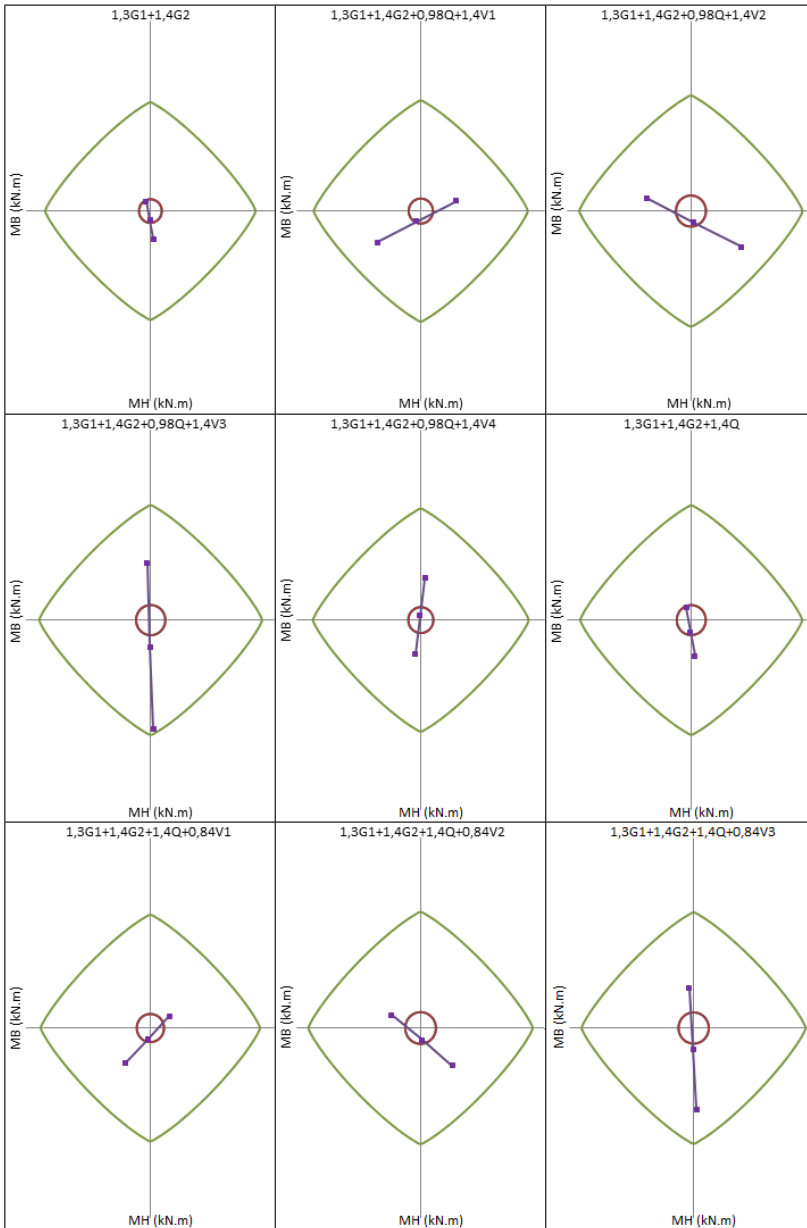 1,3G1+1,4G2
MB (kN.m)
MH (kN.m)
1,3G1+1,4G2+0,98Q+1,4V1
MB (kN.m)
MH (kN.m)
1,3G1+1,4G2+0,98Q+1,4V2
MB (kN.m)
MH (kN.m)
1,3G1+1,4G2+0,98Q+1,4V3
MB (kN.m)
MH (kN.m)
1,3G1+1,4G2+0,98Q+1,4V4
MB (kN.m)
MH (kN.m)
1,3G1+1,4G2+1,4Q
MB (kN.m)
MH (kN.m)
1,3G1+1,4G2+1,4Q+0,84V1
MB (kN.m)
MH (kN.m)
1,3G1+1,4G2+1,4Q+0,84V2
MB (kN.m)
MH (kN.m)
1,3G1+1,4G2+1,4Q+0,84V3
MB (kN.m)
MH (kN.m)